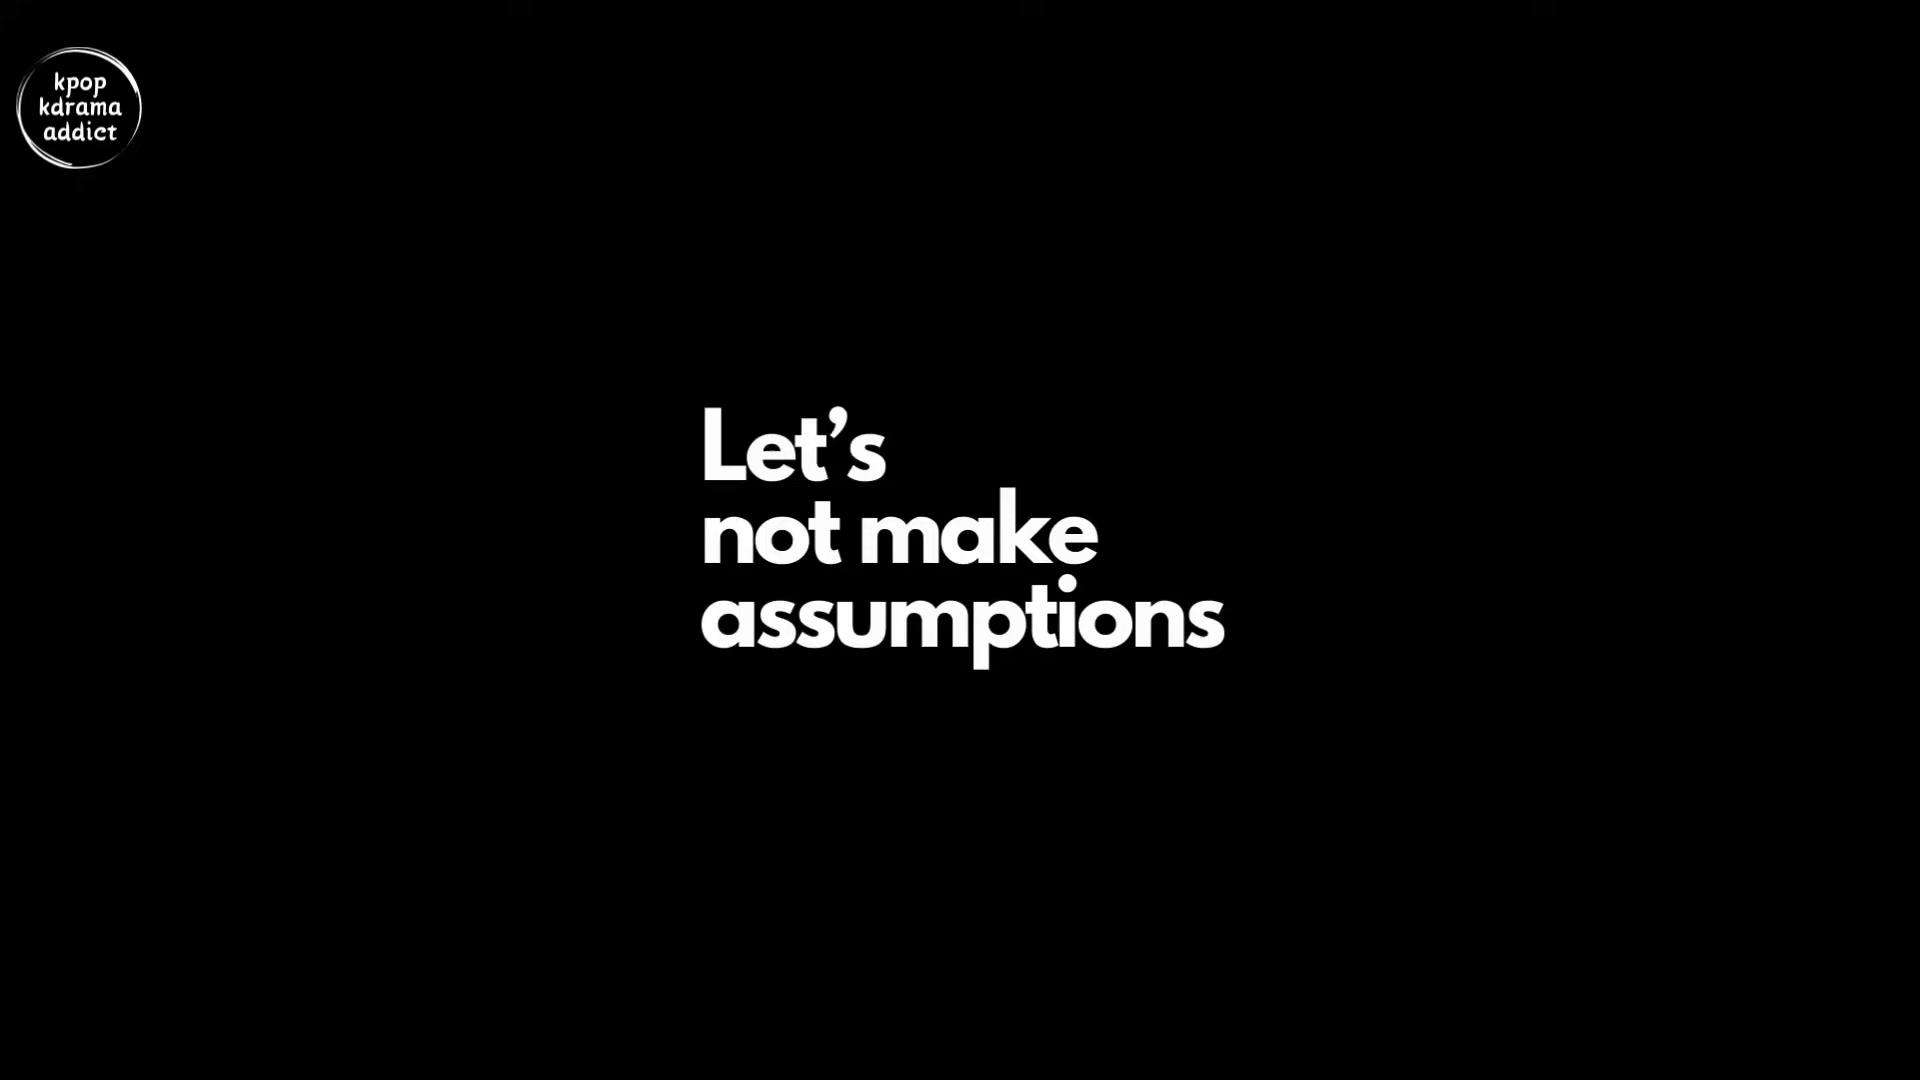 kpop
kdrama
addict
Let’s
not make
assumptions